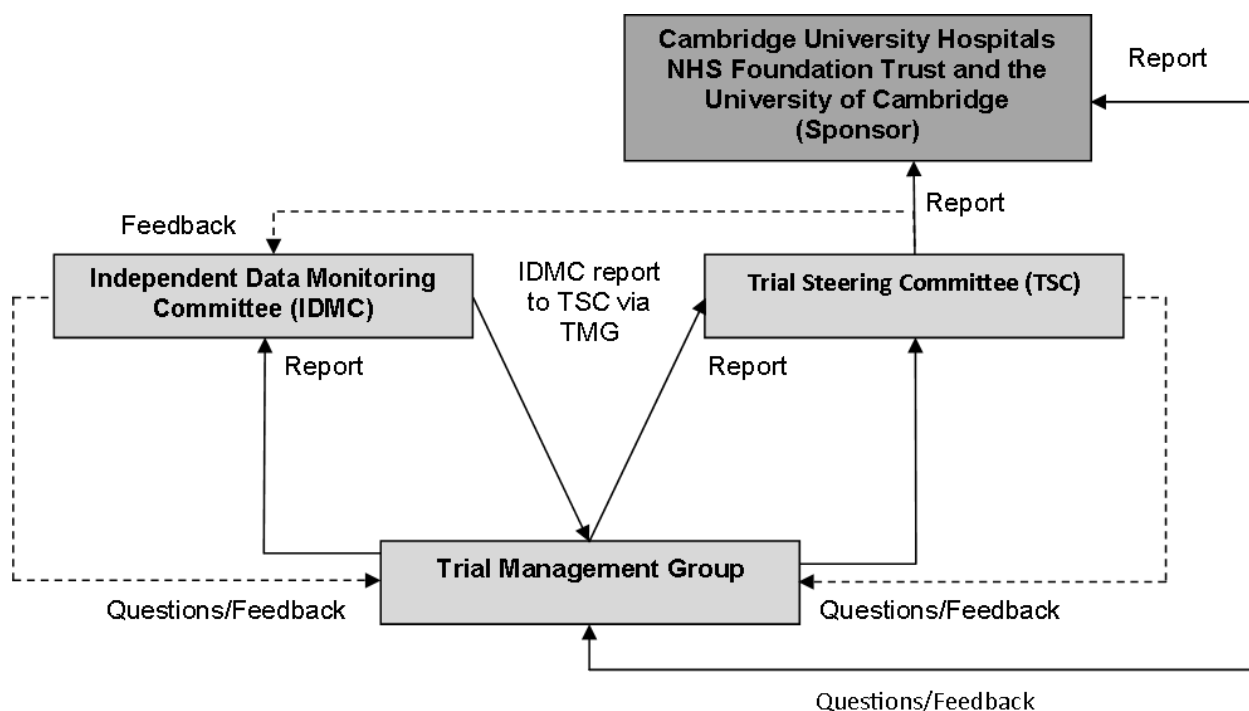 Cambridge University Hospitals
NHS Foundation Trust and the
University of Cambridge
(Sponsor)
Report
Report
Feedback
Independent Data Monitoring
Committee (IDMC)
IDMC report
to TSC via
TMG
Trial Steering Committee (TSC)
Report
Report
Trial Management Group
Questions/Feedback
Questions/Feedback
Questions/Feedback